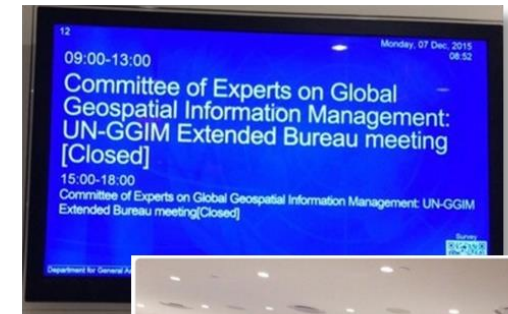 12
Monday, 07 Dec, 2015
08:52
09:00-13:00
Committee of Experts on Global
Geospatial Information Management:
UN-GGIM Extended Bureau meeting
[Closed]
15:00-18:00
Committee of Experts on Global Geospatial Information Management: UN-GGIM
Extended Bureau meeting[Closed]
Survey
Department for General